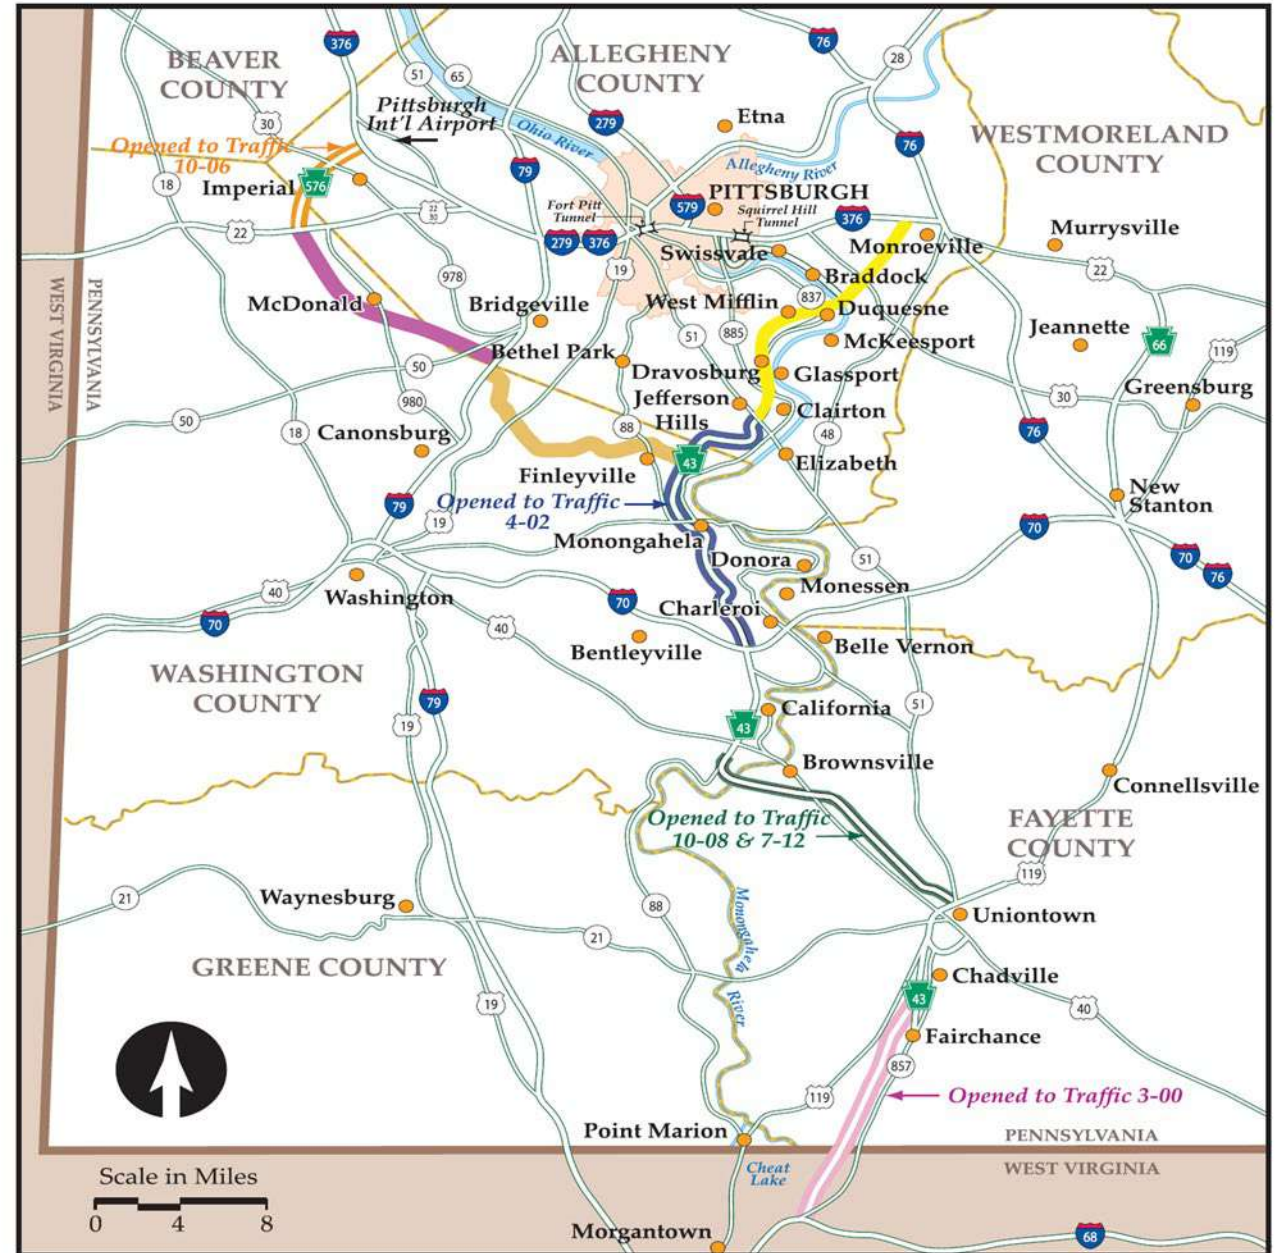 376
76
BEAVER
COUNTY
ALLEGHENY
COUNTY
28
51
65
Pittsburgh
Int'l Airport
30
279
Etna
WESTMORELAND
COUNTY
Ohio River
76
Opened to Traffic
10-06
79
Allegheny River
18
Imperial
576
PITTSBURGH
Fort Pitt
Tunnel
579
Squirrel Hill
Tunnel
376
22
30
22
279
376
Monroeville
Murrysville
Swissvale
19
22
978
Braddock
WEST VIRGINIA
PENNSYLVANIA
McDonald
Bridgeville
West Mifflin
837
Duquesne
51
885
McKeesport
Jeannette
66
119
Bethel Park
50
Dravosburg
Glassport
Greensburg
980
Jefferson
Hills
Clairton
30
50
18
Canonsburg
88
48
76
Finleyville
43
Elizabeth
79
Opened to Traffic
4-02
New
Stanton
19
70
Monongahela
Donora
51
70
76
40
Washington
Monessen
70
70
40
Charleroi
Bentleyville
Belle Vernon
WASHINGTON
COUNTY
79
19
51
California
43
Brownsville
Connellsville
Opened to Traffic
10-08 & 7-12
FAYETTE
COUNTY
119
21
Waynesburg
88
Monongahela
River
Uniontown
21
GREENE COUNTY
Chadville
19
43
40
Fairchance
857
119
Opened to Traffic 3-00
Point Marion
PENNSYLVANIA
WEST VIRGINIA
Scale in Miles
0 4 8
Cheat
Lake
Morgantown
68